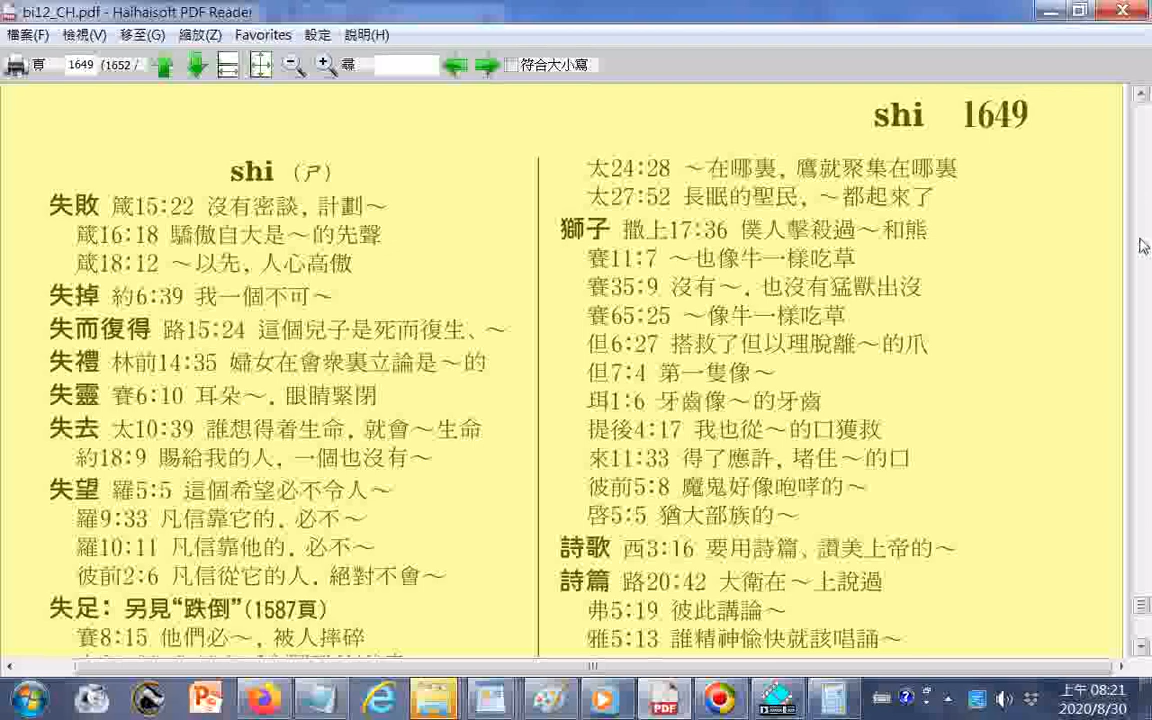 bi12_CH.pdf - Haihaisoft PDF Reader
檔案(F) 檢視(V) 移至(G) 縮放(Z) Favorites 設定 說明(H)
頁 1649 (1652 / 尋 符合大小寫
shi 1649
shi (ㄕ)
失敗 箴15:22 沒有密談, 計劃～
箴16:18 驕傲自大是～的先聲
箴18:12 ～以先, 人心高傲
失掉 約6:39 我一個不可～
失而復得 路15:24 這個兒子是死而復生、～
失禮 林前14:35 婦女在會衆裏立論是～的
失靈 賽6:10 耳朵～, 眼睛緊閉
失去 太10:39 誰想得着生命, 就會～生命
約18:9 賜給我的人, 一個也沒有～
失望 羅5:5 這個希望必不令人～
羅9:33 凡信靠它的, 必不～
羅10:11 凡信靠他的, 必不～
彼前2:6 凡信從它的人, 絕對不會～
失足: 另見“跌倒”(1587頁)
賽8:15 他們必～, 被人摔碎
太24:28 ～在哪裏, 鷹就聚集在哪裏
太27:52 長眠的聖民, ～都起來了
獅子 撒上17:36 僕人擊殺過～和熊
賽11:7 ～也像牛一樣吃草
賽35:9 沒有～, 也沒有猛獸出沒
賽65:25 ～像牛一樣吃草
但6:27 搭救了但以理脫離～的爪
但7:4 第一隻像～
珥1:6 牙齒像～的牙齒
提後4:17 我也從～的口獲救
來11:33 得了應許, 堵住～的口
彼前5:8 魔鬼好像咆哮的～
啓5:5 猶大部族的～
詩歌 西3:16 要用詩篇、讚美上帝的～
詩篇 路20:42 大衛在～上說過
弗5:19 彼此講論～
雅5:13 誰精神愉快就該唱誦～
PDF
上午 08:21
2020/8/30